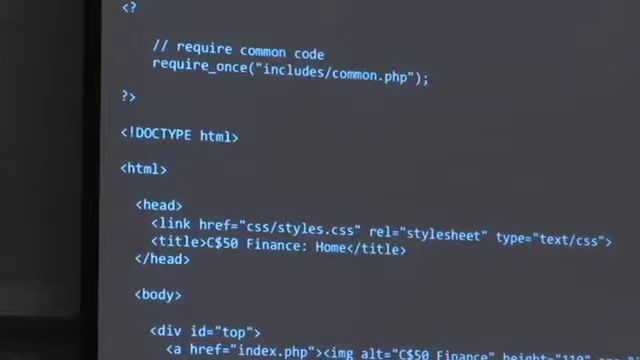 <?
// require common code
require_once("includes/common.php");
?>
<!DOCTYPE html>
<html>
<head>
<link href="css/styles.css" rel="stylesheet" type="text/css">
<title>C$50 Finance: Home</title>
</head>
<body>
<div id="top">
<a href="index.php"><img alt="C$50 Finance" height="110"